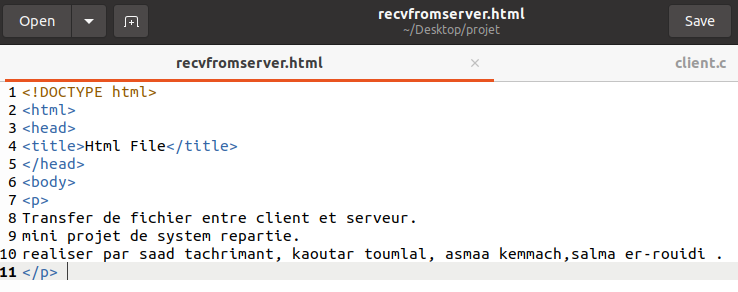 Open
recvfromserver.html
~/Desktop/projet
Save
recvfromserver.html ×
client.c
1 <!DOCTYPE html>
2 <html>
3 <head>
4 <title>Html File</title>
5 </head>
6 <body>
7 <p>
8 Transfer de fichier entre client et serveur.
9 mini projet de system repartie.
10 realiser par saad tachrimant, kaoutar toumlal, asmaa kemmach,salma er-rouidi .
11 </p>